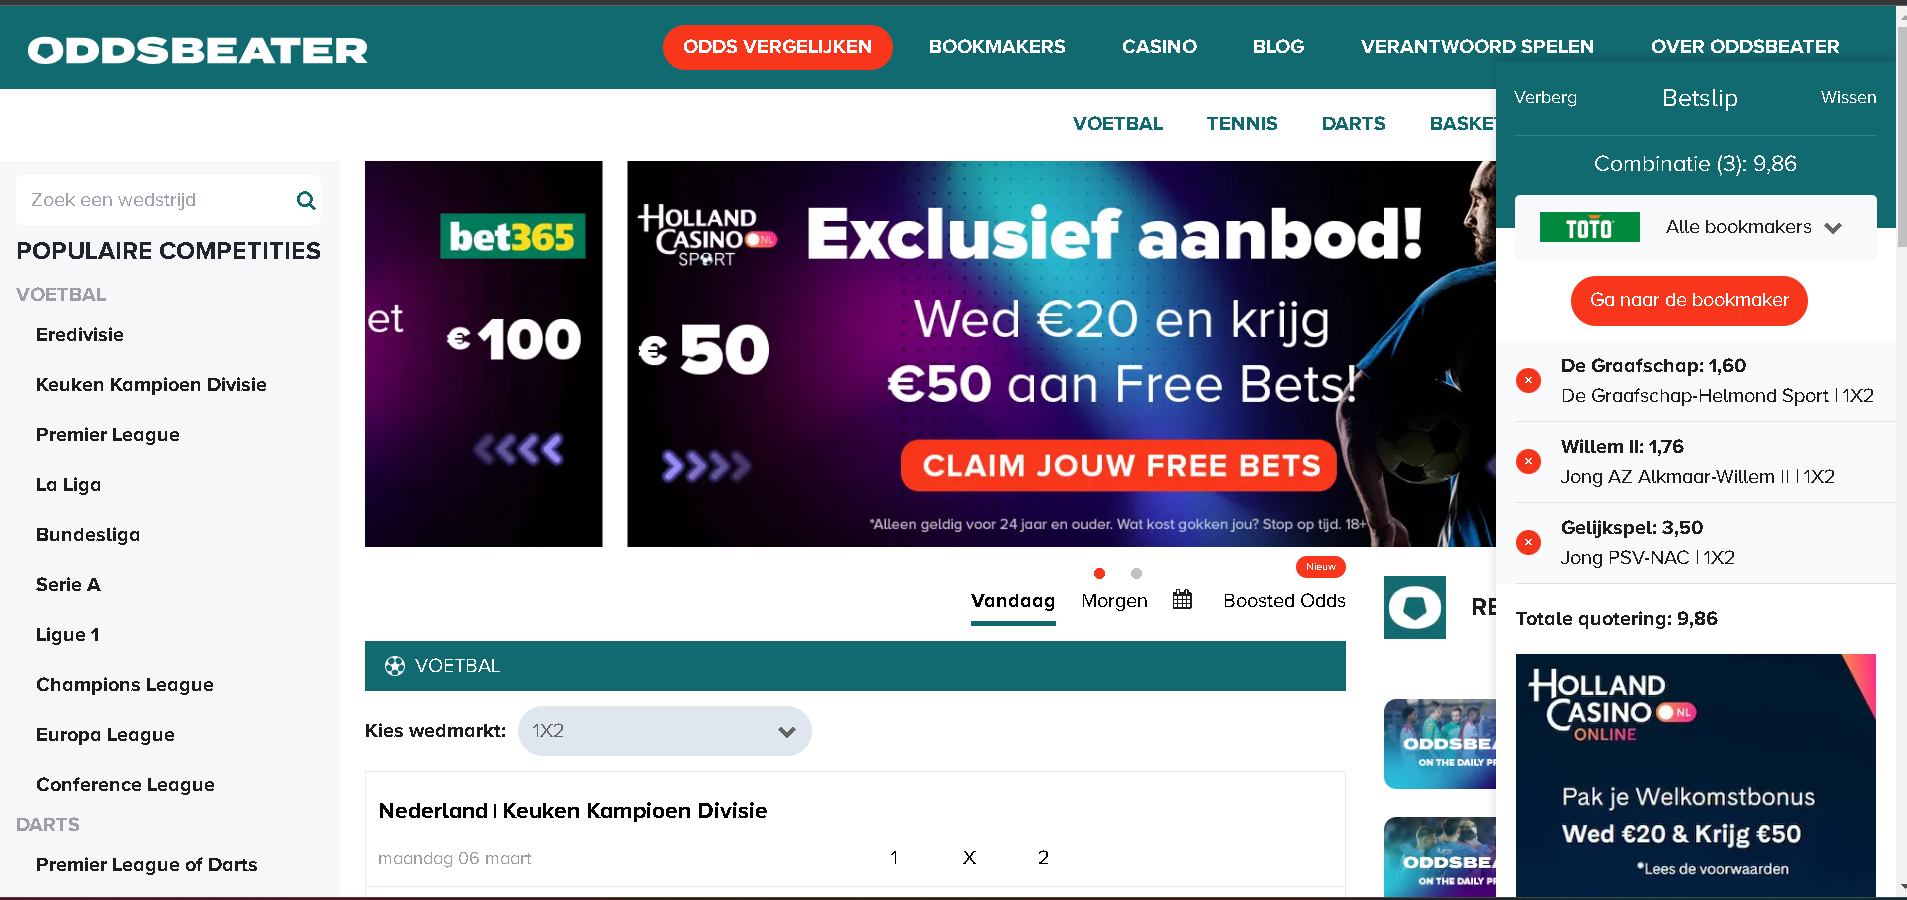 ODDSBEATER
ODDS VERGELIJKEN
BOOKMAKERS
CASINO
BLOG
VERANTWOORD SPELEN
OVER ODDSBEATER
VOETBAL
TENNIS
DARTS
BASKET
Zoek een wedstrijd
POPULAIRE COMPETITIES
VOETBAL
Eredivisie
Keuken Kampioen Divisie
Premier League
La Liga
Bundesliga
Serie A
Ligue 1
Champions League
Europa League
Conference League
DARTS
Premier League of Darts
bet365
et
€100
HOLLAND
CASINO NL
SPORT
€50
Exclusief aanbod!
Wed €20 en krijg
€50 aan Free Bets!
CLAIM JOUW FREE BETS
*Alleen geldig voor 24 jaar en ouder. Wat kost gokken jou? Stop op tijd. 18+
Vandaag
Morgen
Nieuw
Boosted Odds
VOETBAL
Kies wedmarkt:
1X2
Nederland | Keuken Kampioen Divisie
maandag 06 maart
1
X
2
RE
ODDSBEA
ON THE DAILY PR
ODDSBEA
ON THE DAILY PR
Verberg
Betslip
Wissen
Combinatie (3): 9,86
TOTO
Alle bookmakers
Ga naar de bookmaker
De Graafschap: 1,60
De Graafschap-Helmond Sport | 1X2
Willem II: 1,76
Jong AZ Alkmaar-Willem II | 1X2
Gelijkspel: 3,50
Jong PSV-NAC | 1X2
Totale quotering: 9,86
HOLLAND
CASINO NL
ONLINE
Pak je Welkomstbonus
Wed €20 & Krijg €50
*Lees de voorwaarden